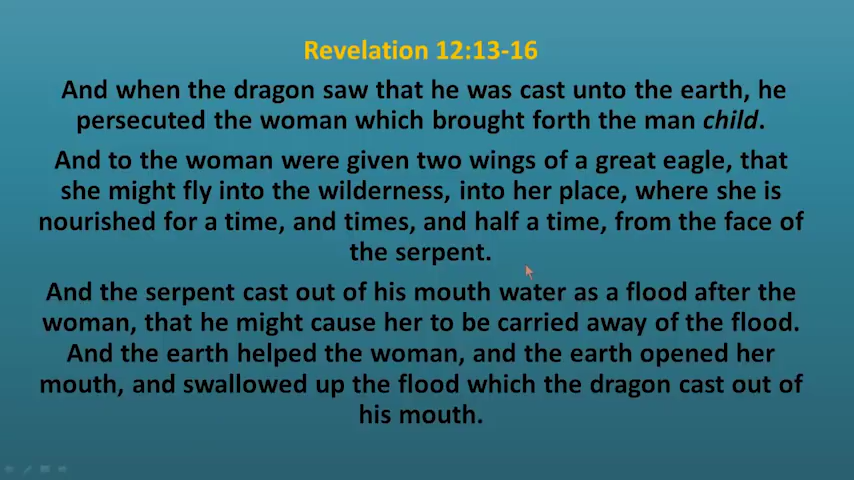 Revelation 12:13-16
And when the dragon saw that he was cast unto the earth, he
persecuted the woman which brought forth the man child.
And to the woman were given two wings of a great eagle, that
she might fly into the wilderness, into her place, where she is
nourished for a time, and times, and half a time, from the face of
the serpent.
And the serpent cast out of his mouth water as a flood after the
woman, that he might cause her to be carried away of the flood.
And the earth helped the woman, and the earth opened her
mouth, and swallowed up the flood which the dragon cast out of
his mouth.